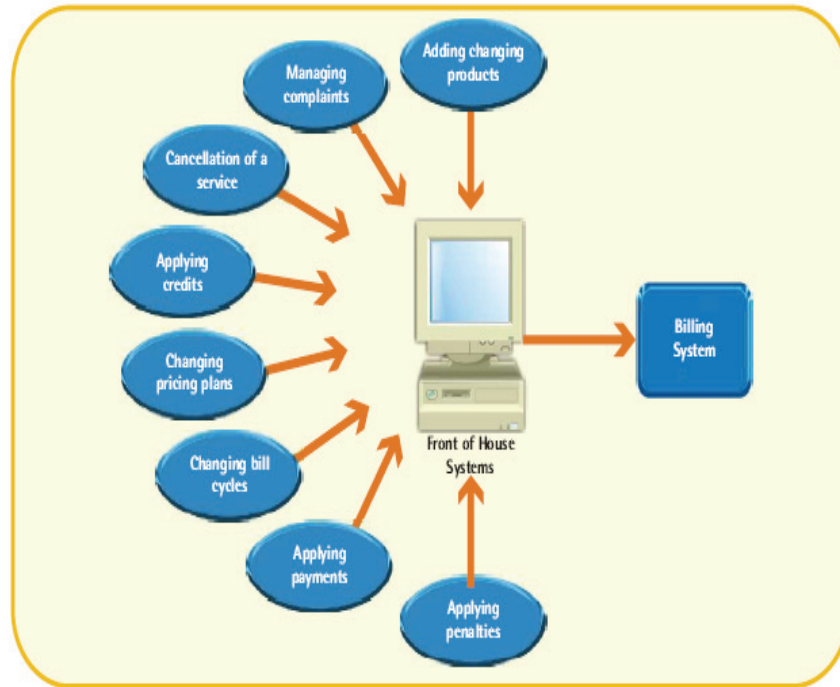 Adding changing
products
Managing
complaints
Cancellation of a
service
Applying
credits
Changing
pricing plans
Changing bill
cycles
Applying
payments
Applying
penalties
Front of House
Systems
Billing
System